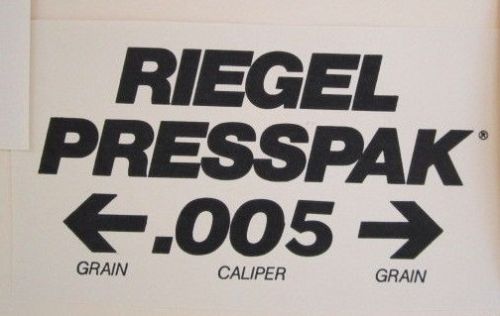 RIEGEL
PRESSPAK®
←.005→
GRAIN CALIPER GRAIN